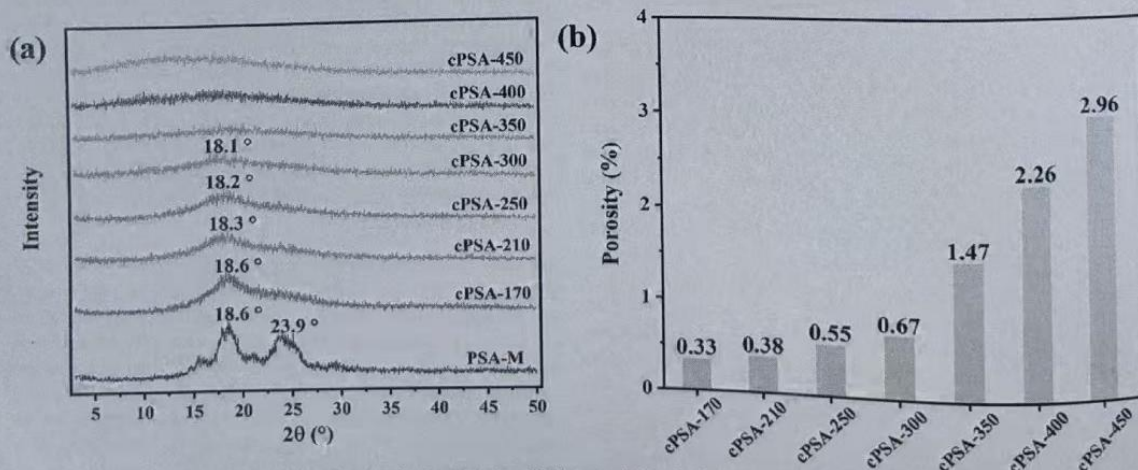 (a)
cPSA-450
cPSA-400
cPSA-350
18.1 °
cPSA-300
18.2 °
cPSA-250
18.3 °
cPSA-210
18.6 °
cPSA-170
18.6 °
23.9 °
PSA-M
Intensity
5 10 15 20 25 30 35 40 45 50
2θ (°)
(b)
Porosity (%)
4
3
2
1
0
0.33
0.38
0.55
0.67
1.47
2.26
2.96
cPSA-170
cPSA-210
cPSA-250
cPSA-300
cPSA-350
cPSA-400
cPSA-450